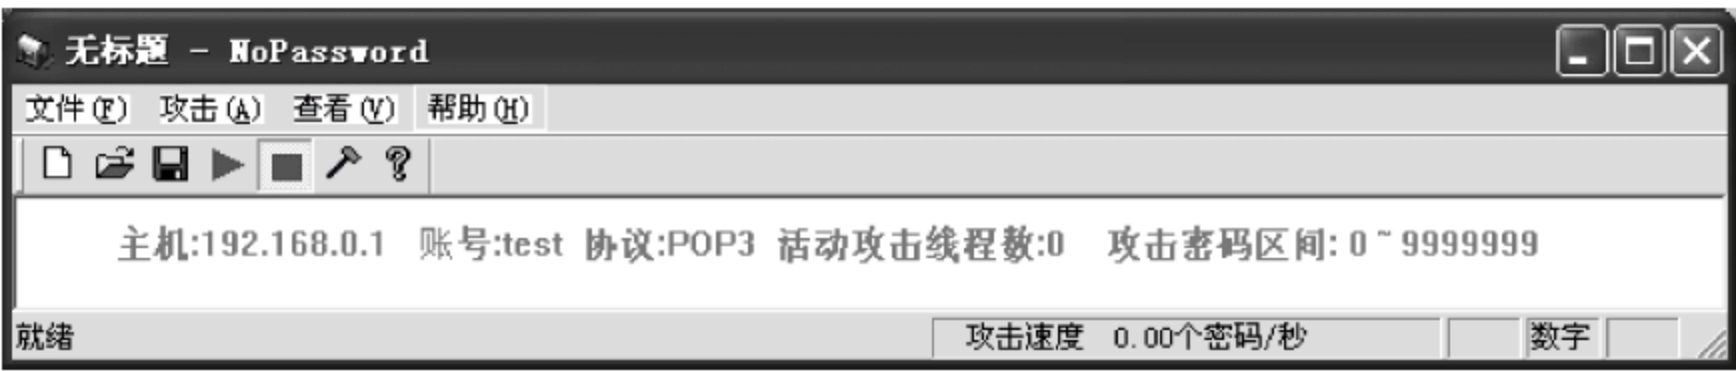 无标题 - NoPassword
文件(F) 攻击(A) 查看(V) 帮助(H)
主机:192.168.0.1 账号:test 协议:POP3 活动攻击线程数:0 攻击密码区间: 0~9999999
就绪 攻击速度 0.00个密码/秒 数字